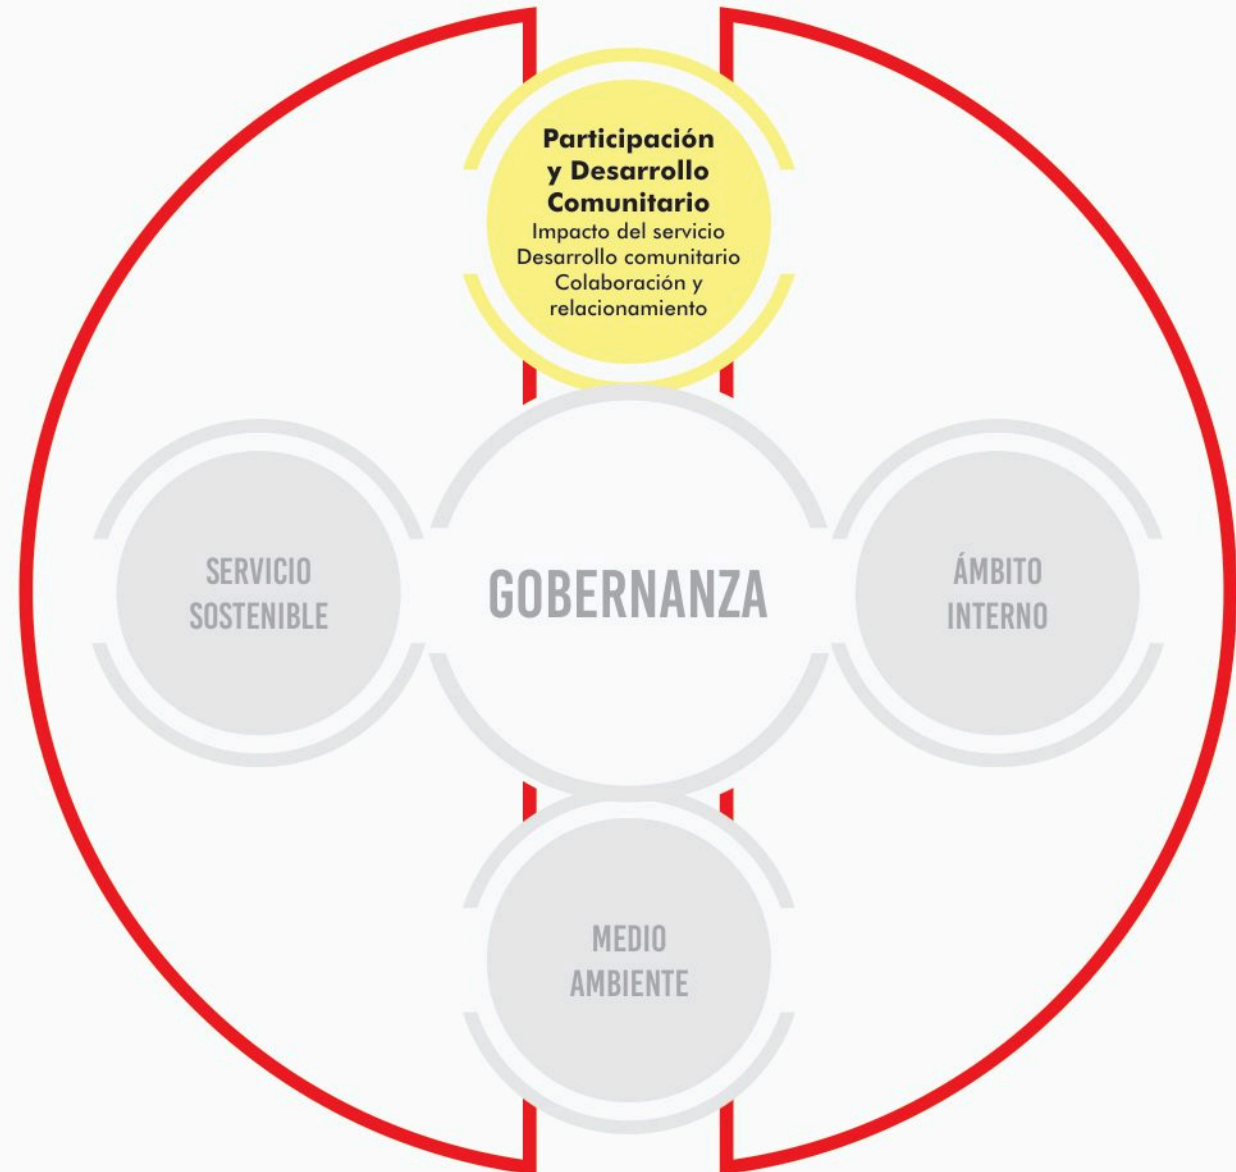 Participación
y Desarrollo
Comunitario
Impacto del servicio
Desarrollo comunitario
Colaboración y
relacionamiento
SERVICIO
SOSTENIBLE
GOBERNANZA
ÁMBITO
INTERNO
MEDIO
AMBIENTE